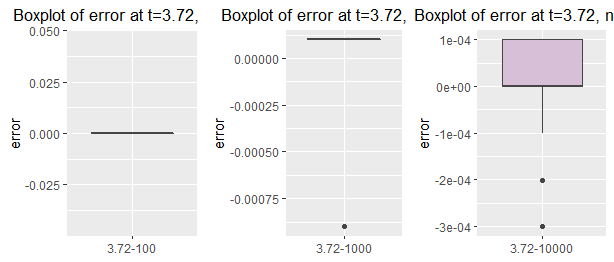 Boxplot of error at t=3.72,
0.050
0.025
0.000
-0.025
error
3.72-100
Boxplot of error at t=3.72,
0.00000
-0.00025
-0.00050
-0.00075
error
3.72-1000
Boxplot of error at t=3.72, n
1e-04
0e+00
-1e-04
-2e-04
-3e-04
error
3.72-10000